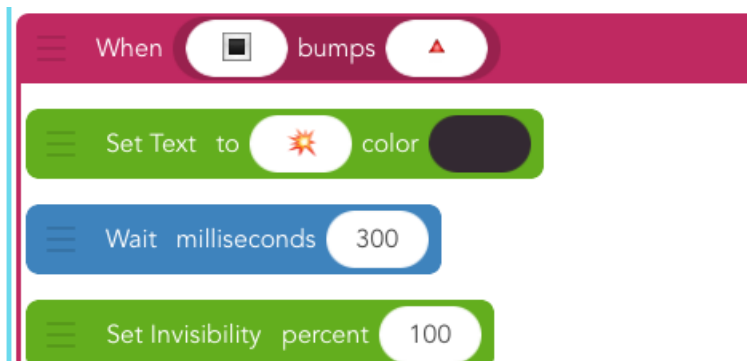 When 🔳 bumps 🔺
Set Text to 💥 color
Wait milliseconds 300
Set Invisibility percent 100